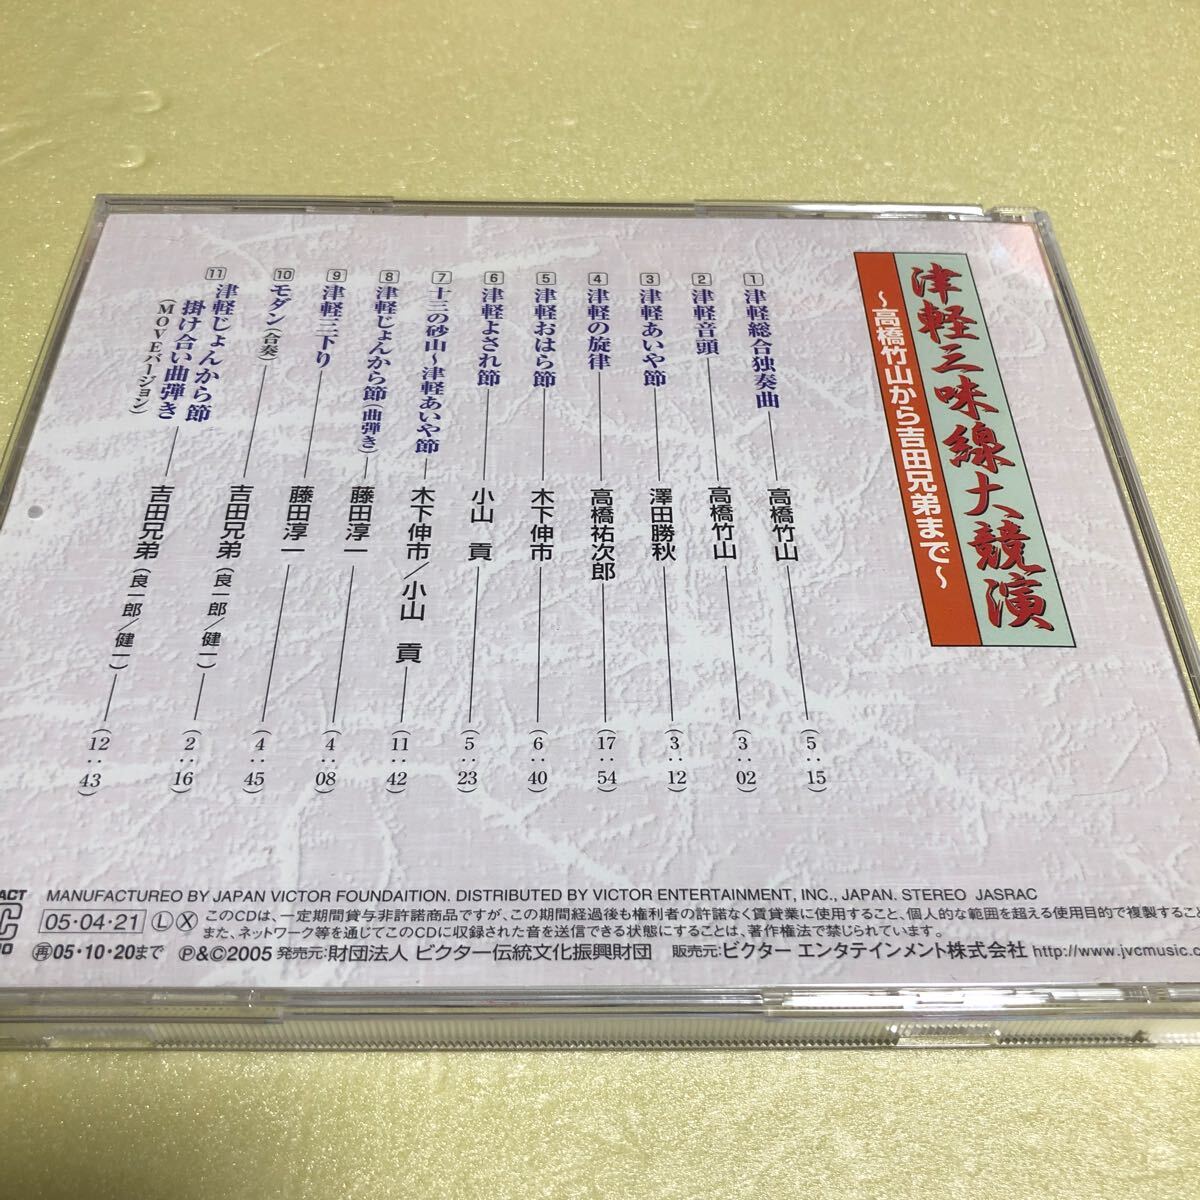 津軽三味線大競演
～高橋竹山から吉田兄弟まで～
1 津軽総合独奏曲 高橋竹山 (5:15)
2 津軽音頭 高橋竹山 (3:02)
3 津軽あいや節 澤田勝秋 (3:12)
4 津軽の旋律 高橋祐次郎 (17:54)
5 津軽おはら節 木下伸市 (6:40)
6 津軽よされ節 小山 貢 (5:23)
7 十三の砂山～津軽あいや節 木下伸市／小山 貢 (11:42)
8 津軽じょんから節(曲弾き) 藤田淳一 (4:08)
9 津軽三下り 藤田淳一 (4:45)
10 モダン(合奏) 吉田兄弟(良一郎／健一) (2:16)
11 津軽じょんから節
掛け合い曲弾き 吉田兄弟(良一郎／健一) (12:43)
(MOVEバージョン)
MANUFACTUREO BY JAPAN VICTOR FOUNDAITION. DISTRIBUTED BY VICTOR ENTERTAINMENT, INC., JAPAN. STEREO JASRAC
05・04・21 Ⓛ Ⓧ このCDは、一定期間貸与非許諾商品ですが、この期間経過後も権利者の許諾なく賃貸業に使用すること、個人的な範囲を超える使用目的で複製すること
また、ネットワーク等を通じてこのCDに収録された音を送信できる状態にすることは、著作権法で禁じられています。
㊢05・10・20まで ℗&©2005 発売元:財団法人 ビクター伝統文化振興財団 販売元:ビクター エンタテインメント株式会社 http://www.jvcmusic.c